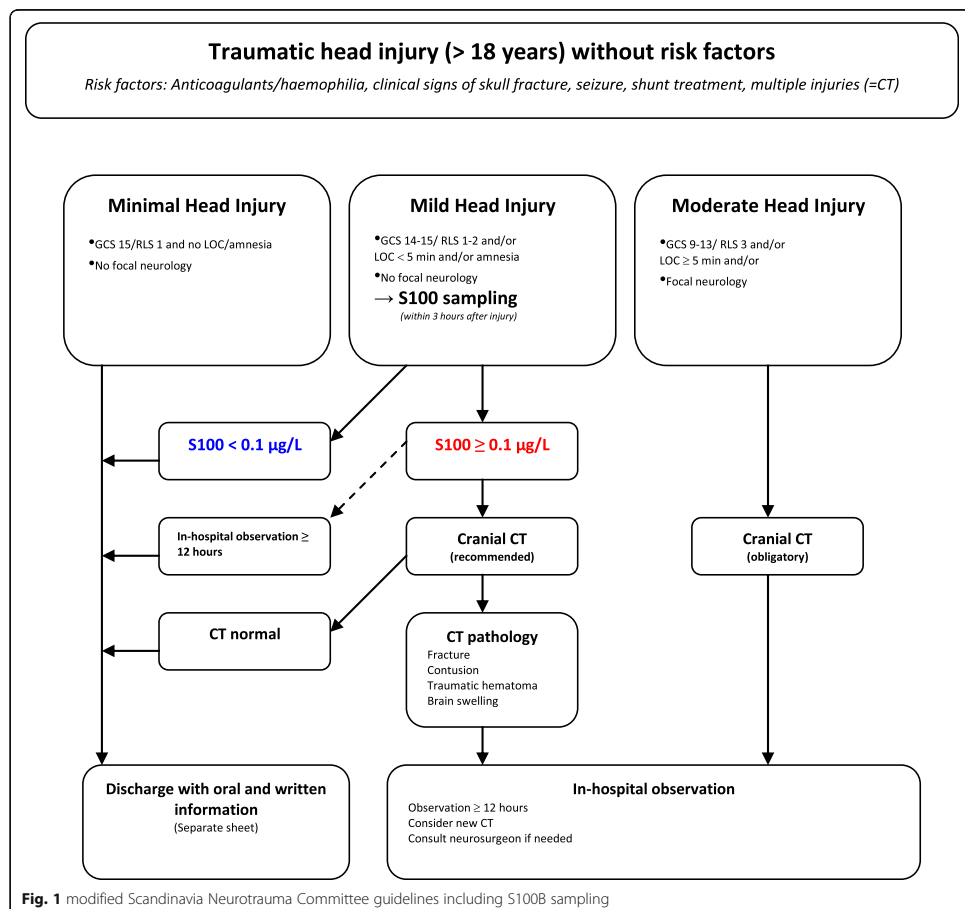 Traumatic head injury (> 18 years) without risk factors
Risk factors: Anticoagulants/haemophilia, clinical signs of skull fracture, seizure, shunt treatment, multiple injuries (=CT)
Minimal Head Injury
•GCS 15/RLS 1 and no LOC/amnesia
•No focal neurology
Mild Head Injury
•GCS 14-15/ RLS 1-2 and/or
LOC < 5 min and/or amnesia
•No focal neurology
→ S100 sampling
(within 3 hours after injury)
Moderate Head Injury
•GCS 9-13/ RLS 3 and/or
LOC ≥ 5 min and/or
•Focal neurology
S100 < 0.1 µg/L
S100 ≥ 0.1 µg/L
In-hospital observation ≥
12 hours
Cranial CT
(recommended)
Cranial CT
(obligatory)
CT normal
CT pathology
Fracture
Contusion
Traumatic hematoma
Brain swelling
Discharge with oral and written
information
(Separate sheet)
In-hospital observation
Observation ≥ 12 hours
Consider new CT
Consult neurosurgeon if needed
Fig. 1 modified Scandinavia Neurotrauma Committee guidelines including S100B sampling